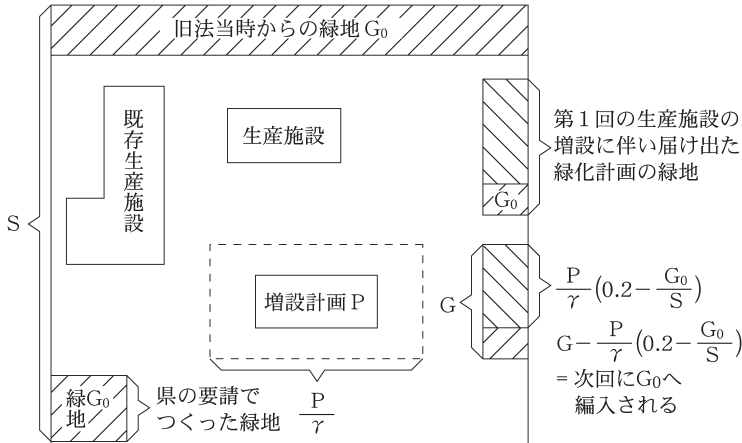 旧法当時からの緑地 G₀
既存生産施設
生産施設
第１回の生産施設の
増設に伴い届け出た
緑化計画の緑地
G₀
S
増設計画 P
G
P/γ(0.2－G₀/S)
G－P/γ(0.2－G₀/S)
= 次回にG₀へ
編入される
緑G₀
地
県の要請で
つくった緑地
P/γ